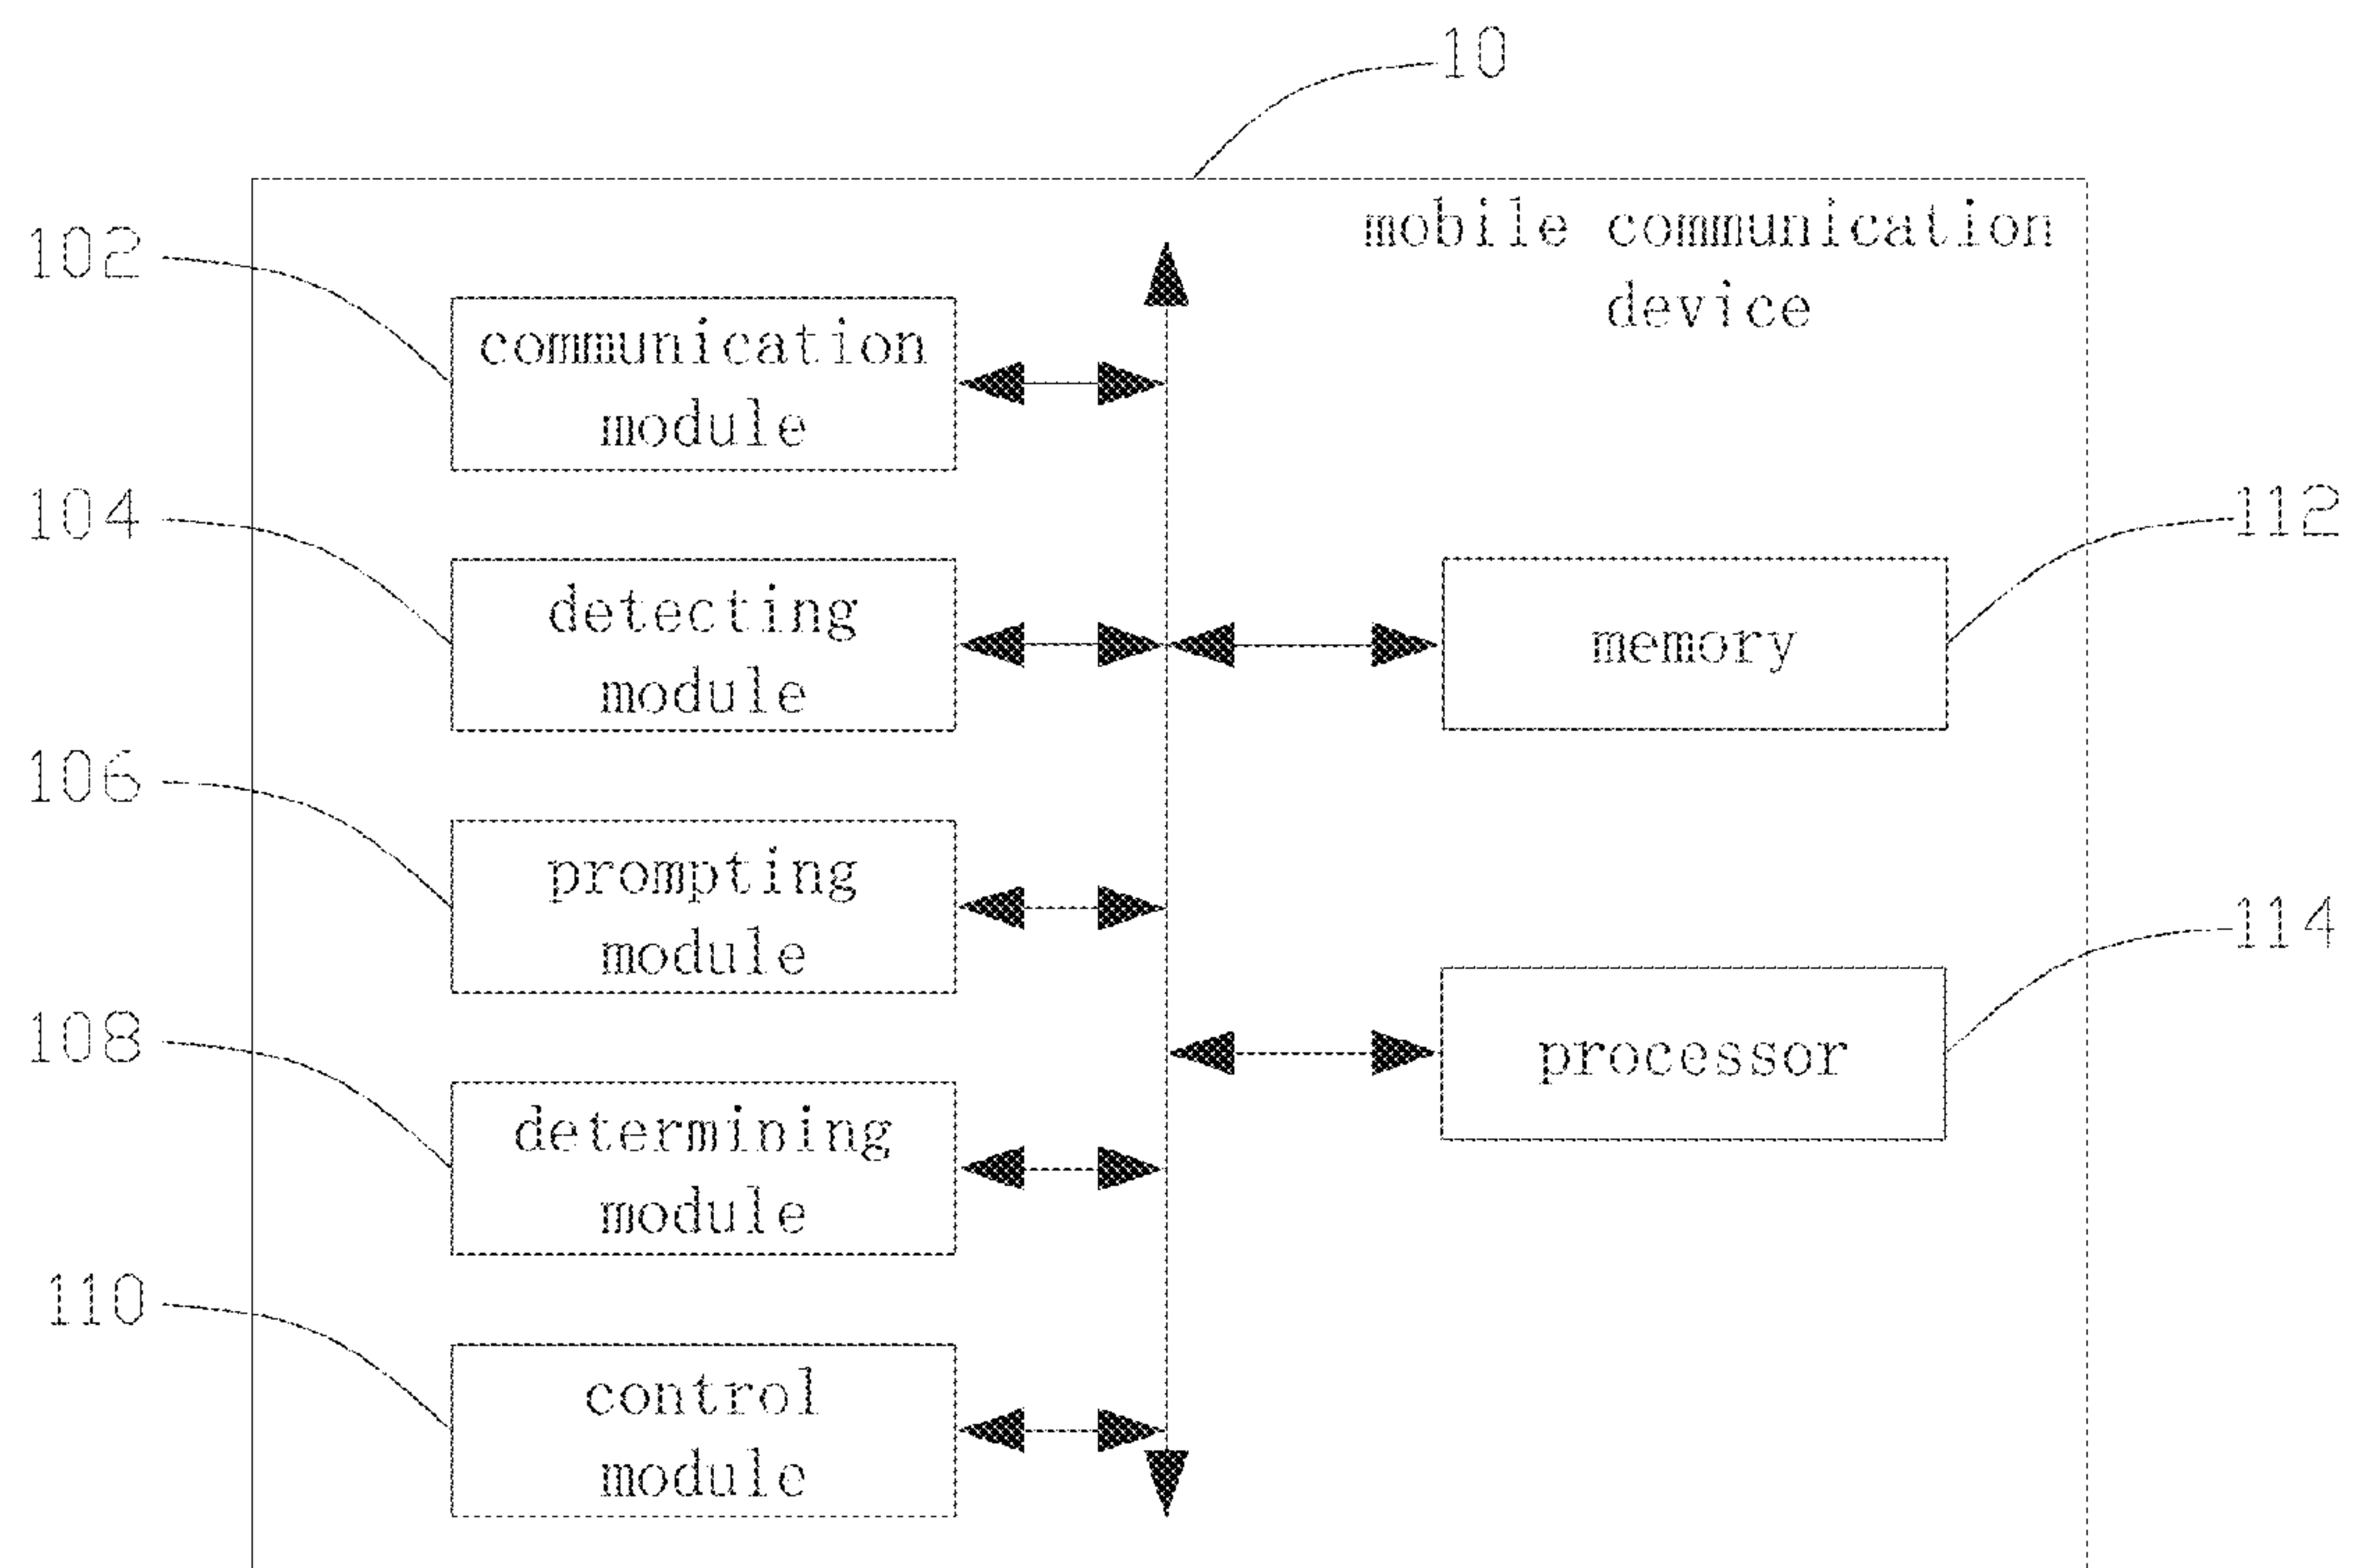 10
mobile communication
device
102
communication
module
104
detecting
module
112
memory
106
prompting
module
114
processor
108
determining
module
110
control
module